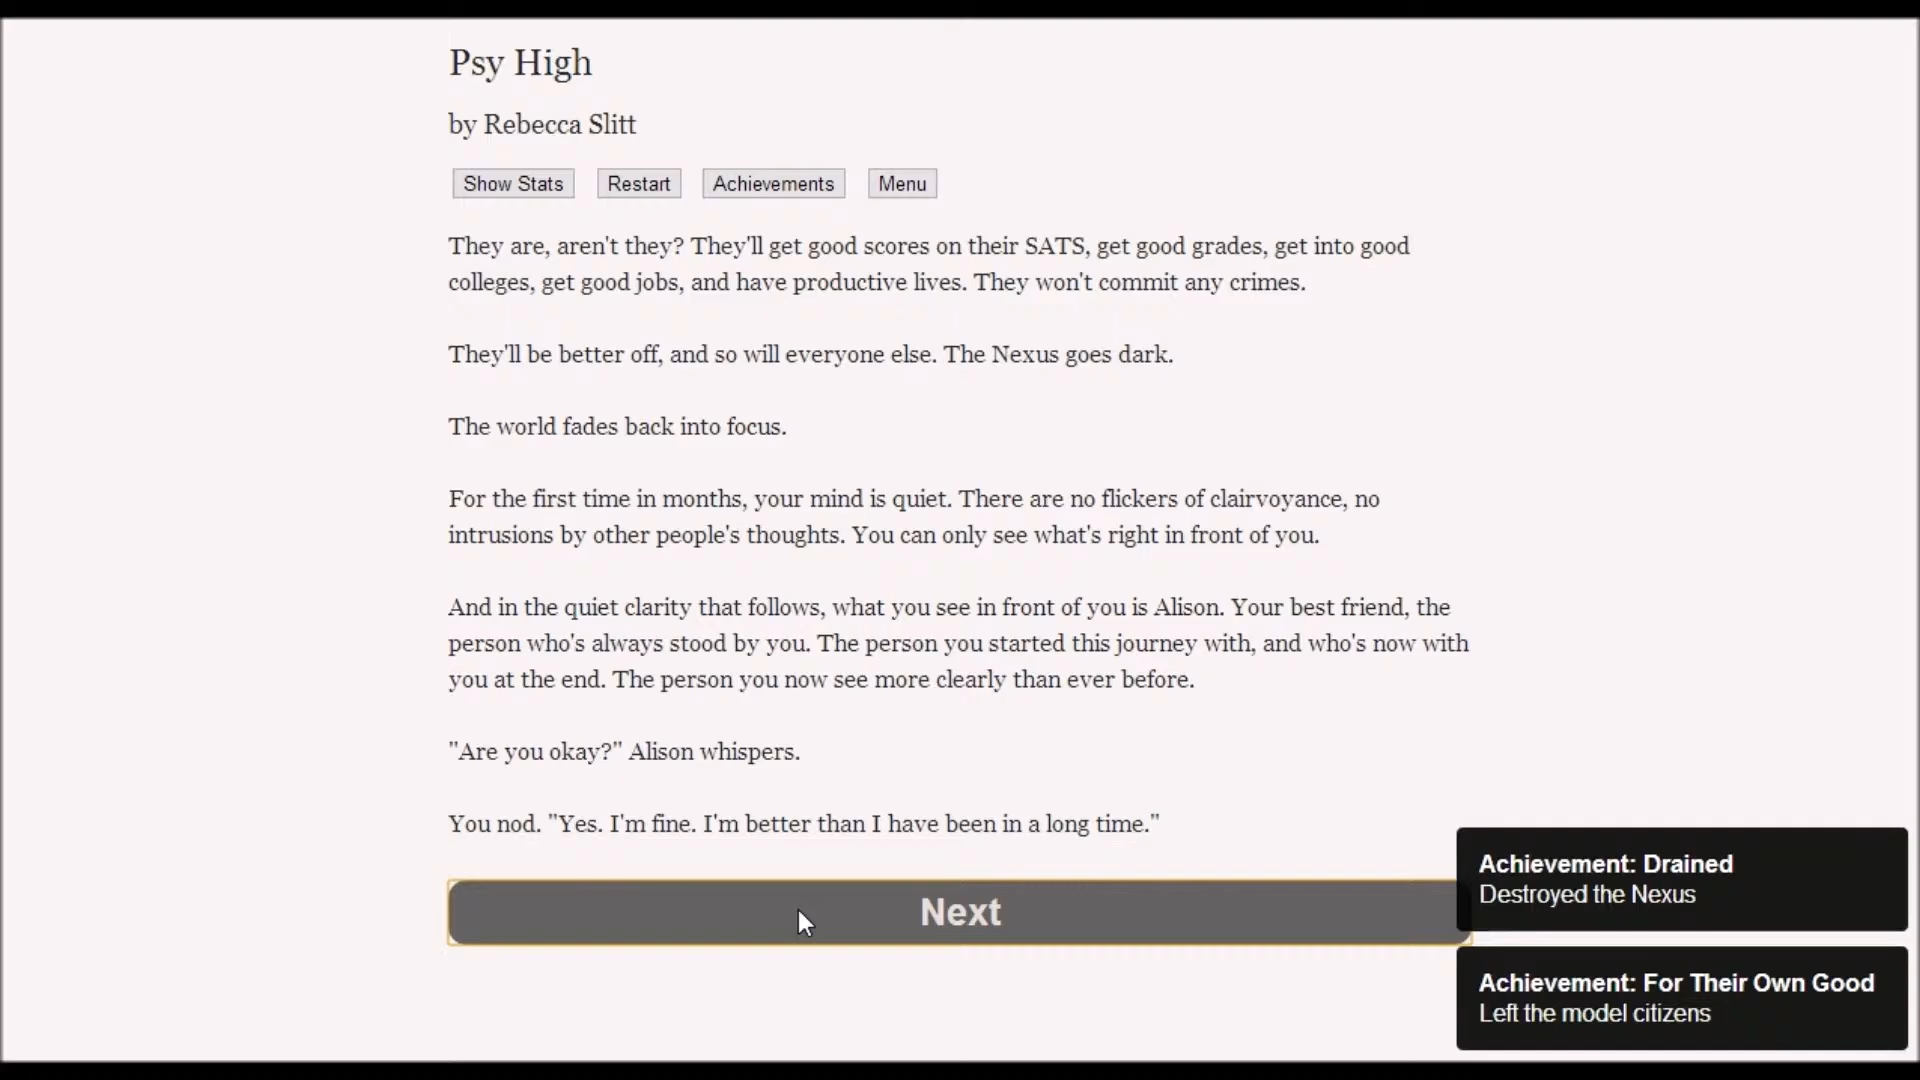 Psy High
by Rebecca Slitt
Show Stats Restart Achievements Menu
They are, aren't they? They'll get good scores on their SATS, get good grades, get into good
colleges, get good jobs, and have productive lives. They won't commit any crimes.
They'll be better off, and so will everyone else. The Nexus goes dark.
The world fades back into focus.
For the first time in months, your mind is quiet. There are no flickers of clairvoyance, no
intrusions by other people's thoughts. You can only see what's right in front of you.
And in the quiet clarity that follows, what you see in front of you is Alison. Your best friend, the
person who's always stood by you. The person you started this journey with, and who's now with
you at the end. The person you now see more clearly than ever before.
"Are you okay?" Alison whispers.
You nod. "Yes. I'm fine. I'm better than I have been in a long time."
Next
Achievement: Drained
Destroyed the Nexus
Achievement: For Their Own Good
Left the model citizens